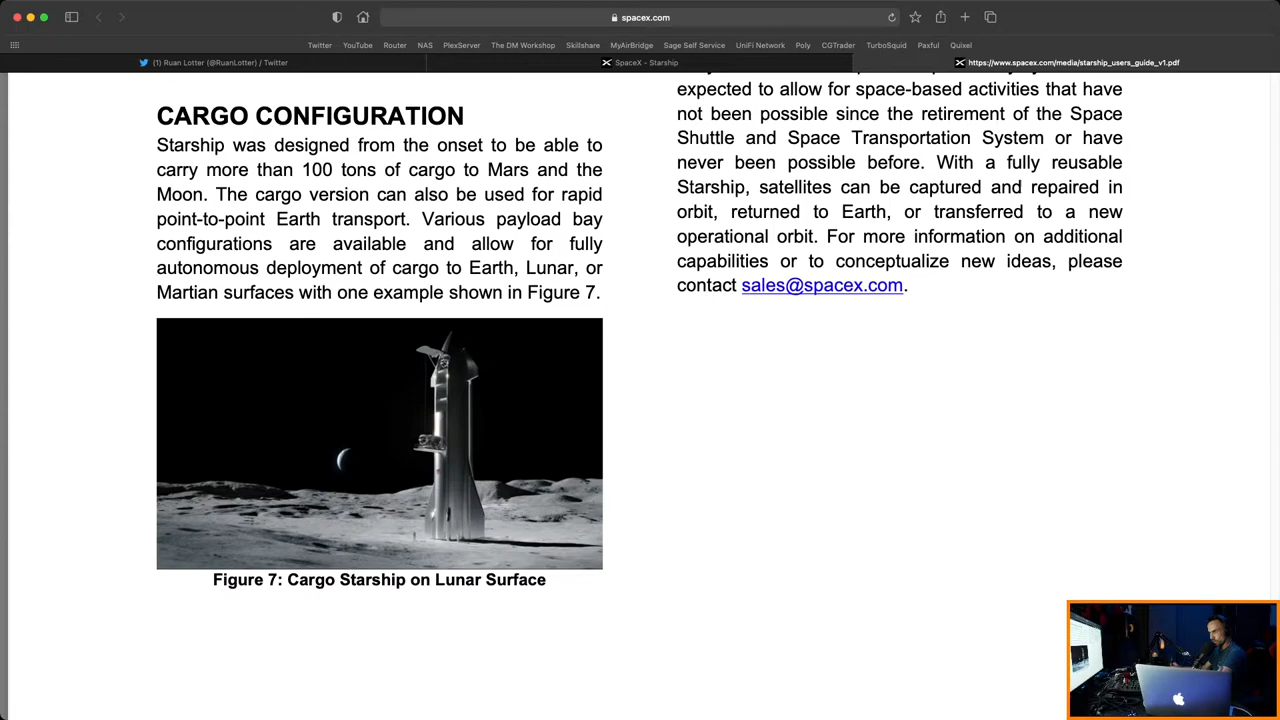 spacex.com
Twitter YouTube Router NAS PlexServer The DM Workshop Skillshare MyAirBridge Sage Self Service UniFi Network Poly CGTrader TurboSquid Paxful Quixel
(1) Ruan Lotter (@RuanLotter) / Twitter
SpaceX - Starship
https://www.spacex.com/media/starship_users_guide_v1.pdf
CARGO CONFIGURATION
Starship was designed from the onset to be able to
carry more than 100 tons of cargo to Mars and the
Moon. The cargo version can also be used for rapid
point-to-point Earth transport. Various payload bay
configurations are available and allow for fully
autonomous deployment of cargo to Earth, Lunar, or
Martian surfaces with one example shown in Figure 7.
Figure 7: Cargo Starship on Lunar Surface
expected to allow for space-based activities that have
not been possible since the retirement of the Space
Shuttle and Space Transportation System or have
never been possible before. With a fully reusable
Starship, satellites can be captured and repaired in
orbit, returned to Earth, or transferred to a new
operational orbit. For more information on additional
capabilities or to conceptualize new ideas, please
contact sales@spacex.com.